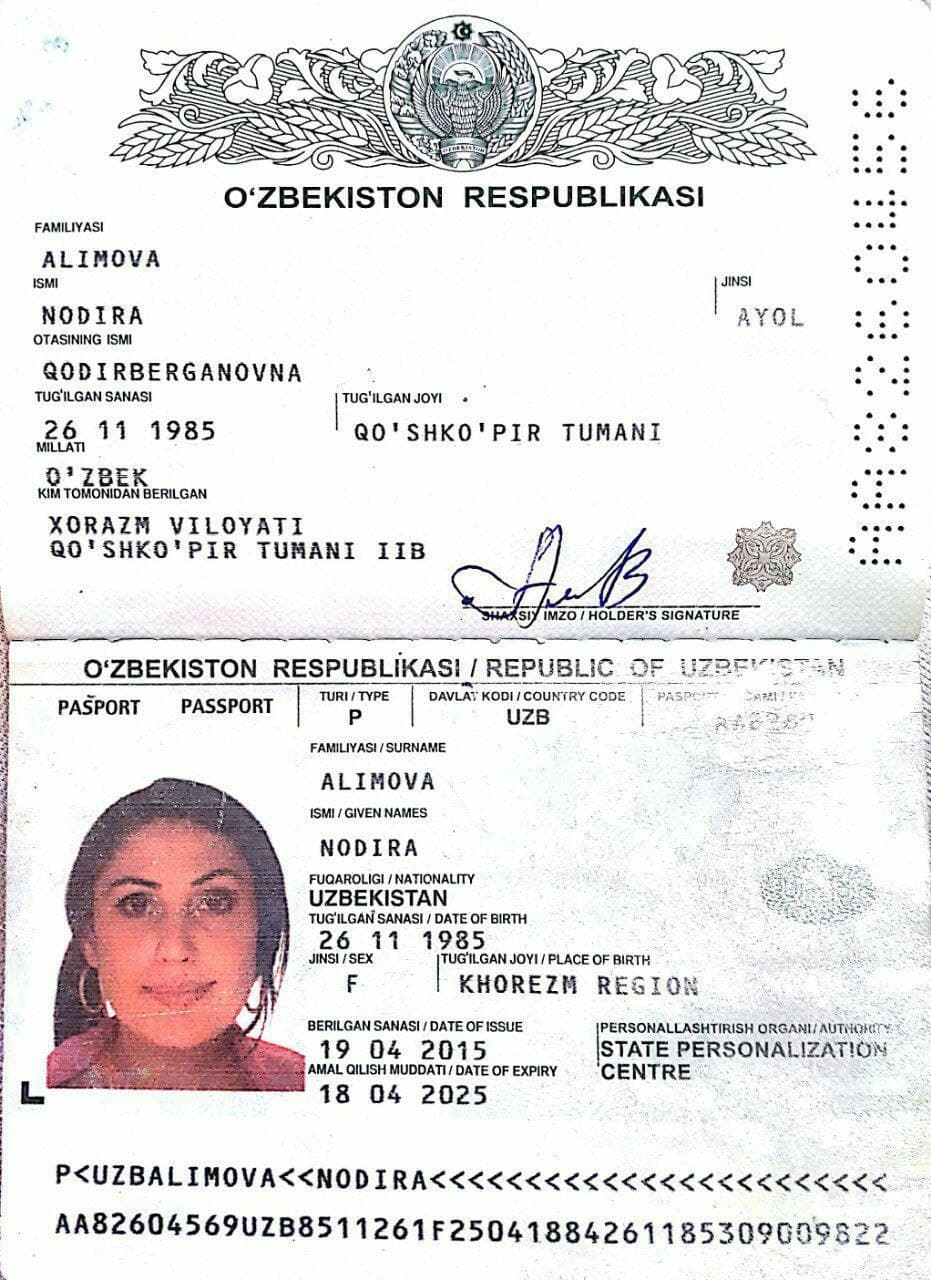 O‘ZBEKISTON RESPUBLIKASI
FAMILIYASI
ALIMOVA
ISMI
NODIRA
JINSI
AYOL
OTASINING ISMI
QODIRBERGANOVNA
TUG‘ILGAN SANASI
TUG‘ILGAN JOYI
26 11 1985
QO'SHKO'PIR TUMANI
MILLATI
O'ZBEK
KIM TOMONIDAN BERILGAN
XORAZM VILOYATI
QO'SHKO'PIR TUMANI IIB
SHAXSIY IMZO / HOLDER'S SIGNATURE
O‘ZBEKISTON RESPUBLIKASI / REPUBLIC OF UZBEKISTAN
PASPORT PASSPORT
TURI / TYPE
P
DAVLAT KODI / COUNTRY CODE
UZB
FAMILIYASI / SURNAME
ALIMOVA
ISMI / GIVEN NAMES
NODIRA
FUQAROLIGI / NATIONALITY
UZBEKISTAN
TUG‘ILGAN SANASI / DATE OF BIRTH
26 11 1985
JINSI / SEX
F
TUG‘ILGAN JOYI / PLACE OF BIRTH
KHOREZM REGION
BERILGAN SANASI / DATE OF ISSUE
19 04 2015
AMAL QILISH MUDDATI / DATE OF EXPIRY
18 04 2025
PERSONALLASHTIRISH ORGANI / AUTHORITY
STATE PERSONALIZATION
CENTRE
P<UZBALIMOVA<<NODIRA<<<<<<<<<<<<<<<<<<<<<<<<
AA82604569UZB8511261F25041884261185309009822